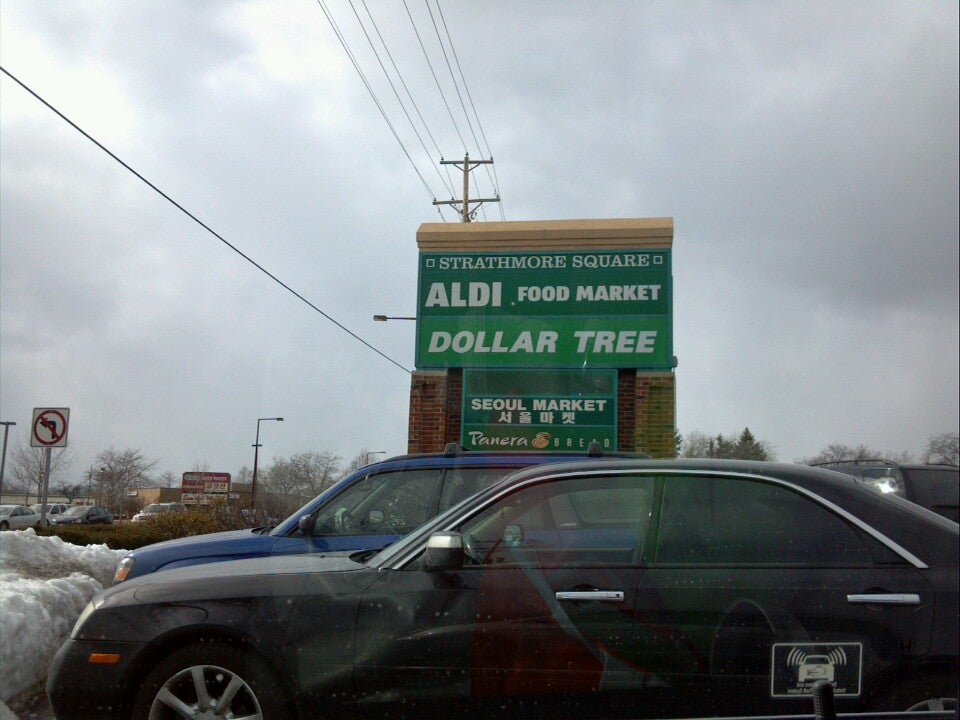 STRATHMORE SQUARE
ALDI FOOD MARKET
DOLLAR TREE
SEOUL MARKET
서울마켓
Panera BREAD